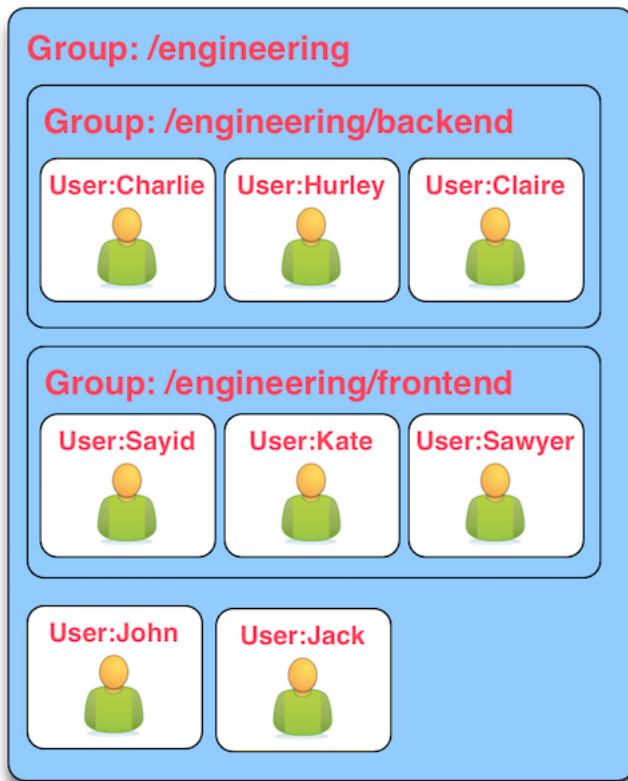 Group: /engineering
Group: /engineering/backend
User:Charlie
User:Hurley
User:Claire
Group: /engineering/frontend
User:Sayid
User:Kate
User:Sawyer
User:John
User:Jack